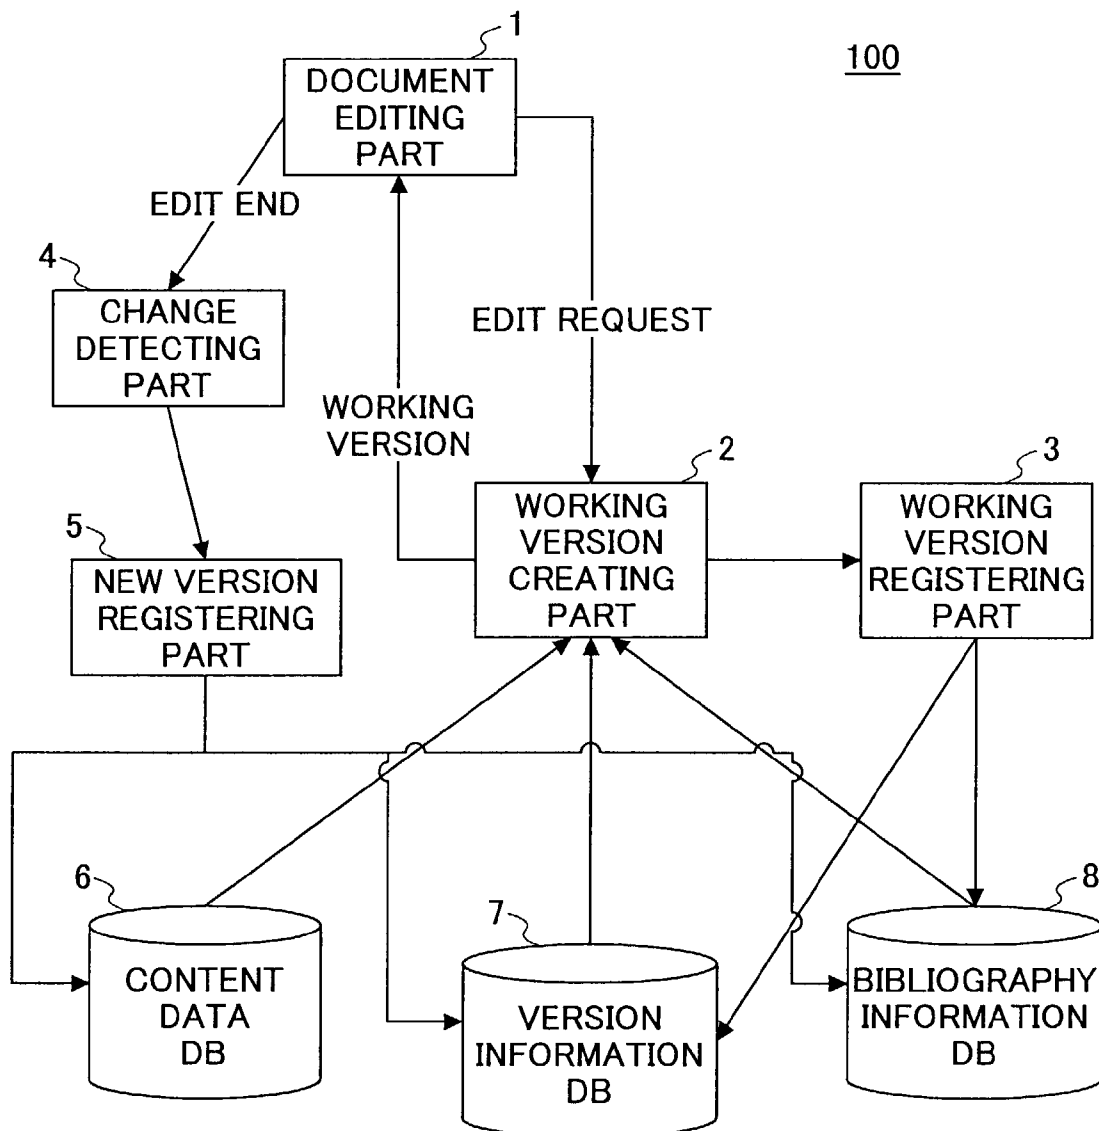 1
100
DOCUMENT
EDITING
PART
EDIT END
4
CHANGE
DETECTING
PART
EDIT REQUEST
WORKING
VERSION
2
WORKING
VERSION
CREATING
PART
3
WORKING
VERSION
REGISTERING
PART
5
NEW VERSION
REGISTERING
PART
6
CONTENT
DATA
DB
7
VERSION
INFORMATION
DB
8
BIBLIOGRAPHY
INFORMATION
DB